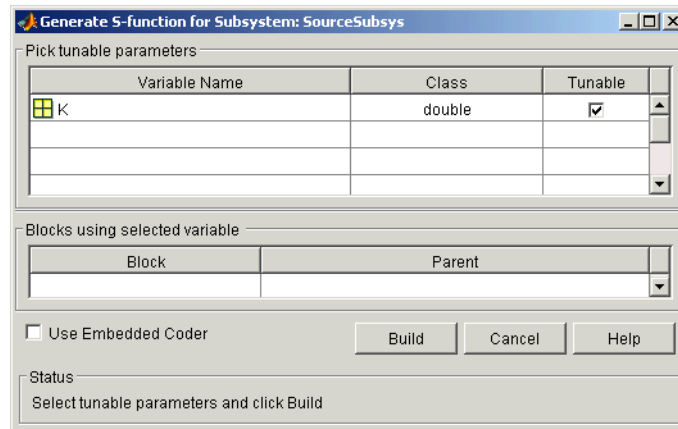 Generate S-function for Subsystem: SourceSubsys
Pick tunable parameters
Variable Name Class Tunable
K double
Blocks using selected variable
Block Parent
Use Embedded Coder Build Cancel Help
Status
Select tunable parameters and click Build